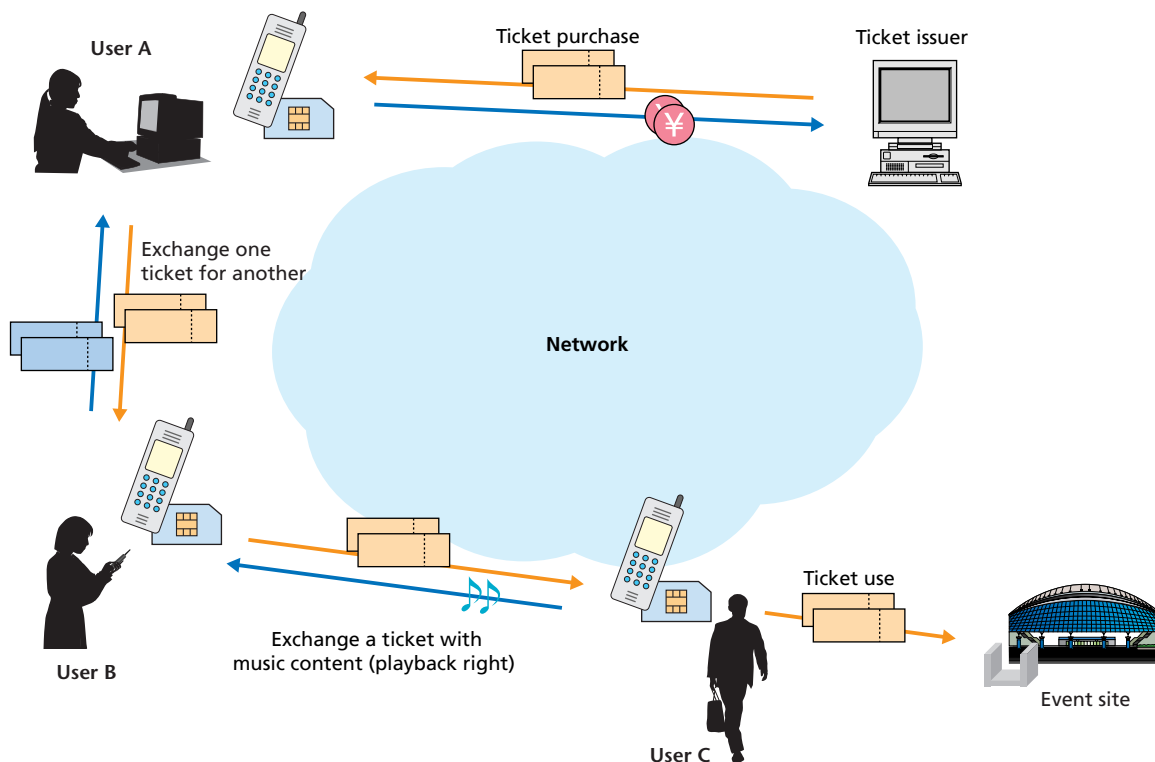 User A
Ticket purchase
Ticket issuer
¥
Exchange one
ticket for another
Network
Ticket use
Exchange a ticket with
music content (playback right)
User B
Event site
User C